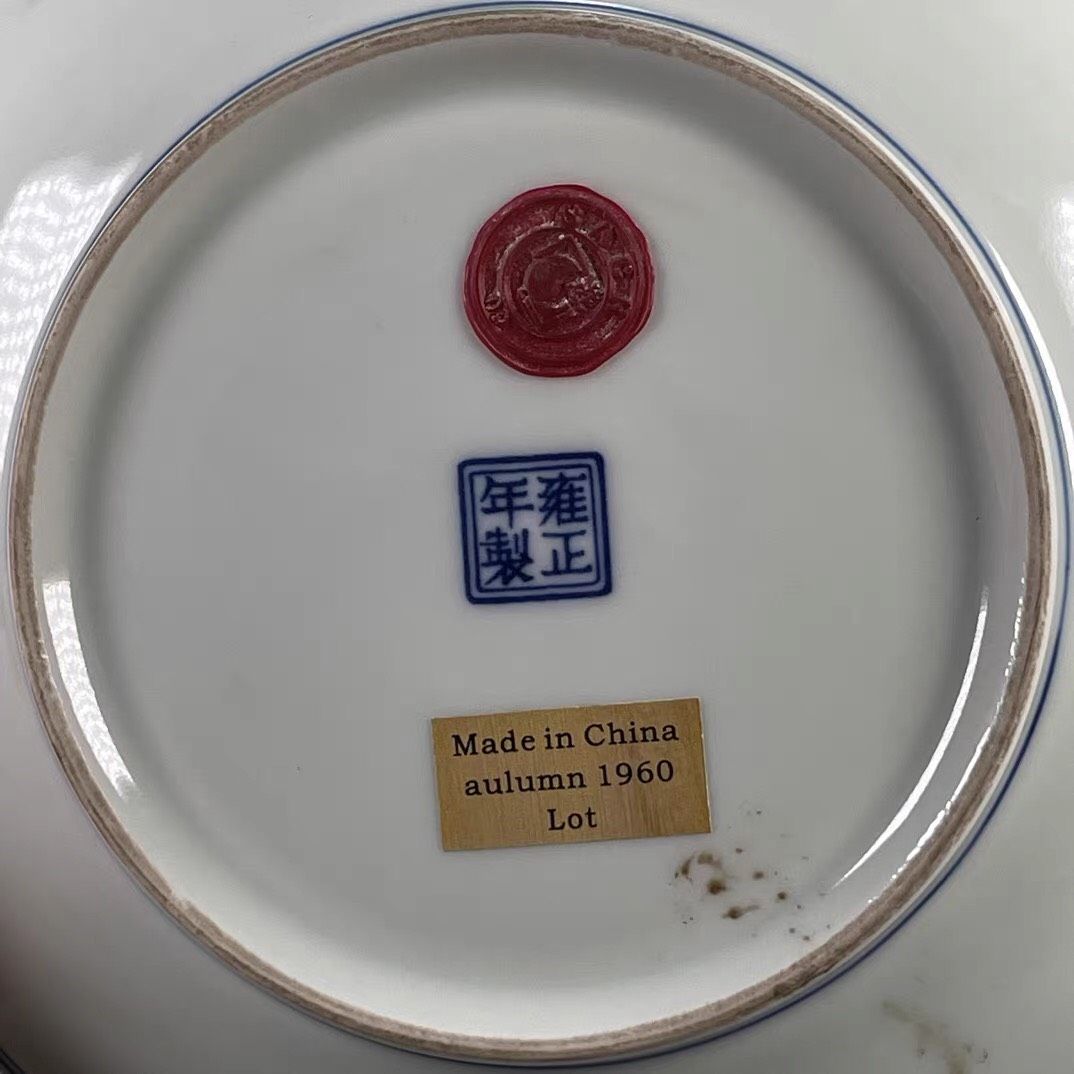 雍正
年製
Made in China
aulumn 1960
Lot